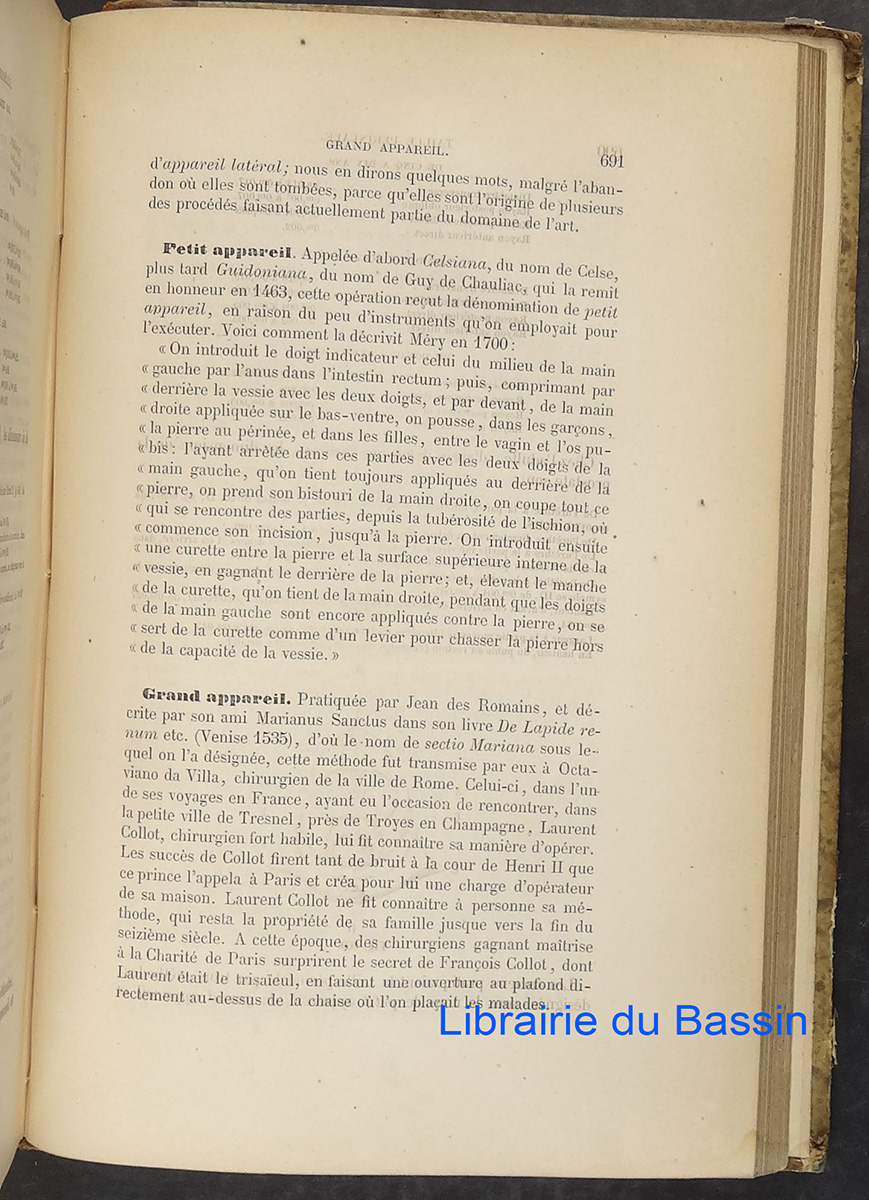 GRAND APPAREIL.
691
d'appareil latéral; nous en dirons quelques mots, malgré l'aban-
don où elles sont tombées, parce qu'elles sont l'origine de plusieurs
des procédés faisant actuellement partie du domaine de l'art.
Petit appareil. Appelée d'abord Celsiana, du nom de Celse,
plus tard Guidoniana, du nom de Guy de Chauliac, qui la remit
en honneur en 1463, cette opération reçut la dénomination de petit
appareil, en raison du peu d'instruments qu'on employait pour
l'exécuter. Voici comment la décrivit Méry en 1700 :
« On introduit le doigt indicateur et celui du milieu de la main
« gauche par l'anus dans l'intestin rectum ; puis, comprimant par
« derrière la vessie avec les deux doigts, et par devant, de la main
« droite appliquée sur le bas-ventre, on pousse, dans les garçons,
« la pierre au périnée, et dans les filles, entre le vagin et l'os pu-
« bis : l'ayant arrêtée dans ces parties avec les deux doigts de la
« main gauche, qu'on tient toujours appliqués au derrière de la
« pierre, on prend son bistouri de la main droite, on coupe tout ce
« qui se rencontre des parties, depuis la tubérosité de l'ischion, où
« commence son incision, jusqu'à la pierre. On introduit ensuite
« une curette entre la pierre et la surface supérieure interne de la
« vessie, en gagnant le derrière de la pierre; et, élevant le manche
« de la curette, qu'on tient de la main droite, pendant que les doigts
« de la main gauche sont encore appliqués contre la pierre, on se
« sert de la curette comme d'un levier pour chasser la pierre hors
« de la capacité de la vessie. »
Grand appareil. Pratiquée par Jean des Romains, et dé-
crite par son ami Marianus Sanctus dans son livre De Lapide re-
num etc. (Venise 1535), d'où le nom de sectio Mariana sous le-
quel on l'a désignée, cette méthode fut transmise par eux à Octa-
viano da Villa, chirurgien de la ville de Rome. Celui-ci, dans l'un
de ses voyages en France, ayant eu l'occasion de rencontrer, dans
la petite ville de Tresnel, près de Troyes en Champagne, Laurent
Collot, chirurgien fort habile, lui fit connaître sa manière d'opérer.
Les succès de Collot firent tant de bruit à la cour de Henri II que
ce prince l'appela à Paris et créa pour lui une charge d'opérateur
de sa maison. Laurent Collot ne fit connaître à personne sa mé-
thode, qui resta la propriété de sa famille jusque vers la fin du
seizième siècle. A cette époque, des chirurgiens gagnant maîtrise
à la Charité de Paris surprirent le secret de François Collot, dont
Laurent était le trisaïeul, en faisant une ouverture au plafond di-
rectement au-dessus de la chaise où l'on plaçait les malades.
Librairie du Bassin